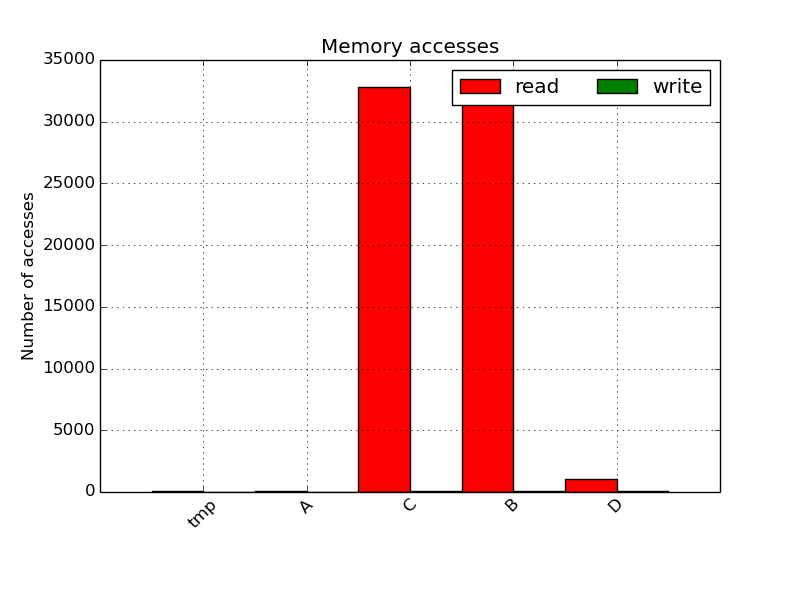 Memory accesses
35000
30000
25000
20000
15000
10000
5000
0
Number of accesses
read write
tmp A C B D